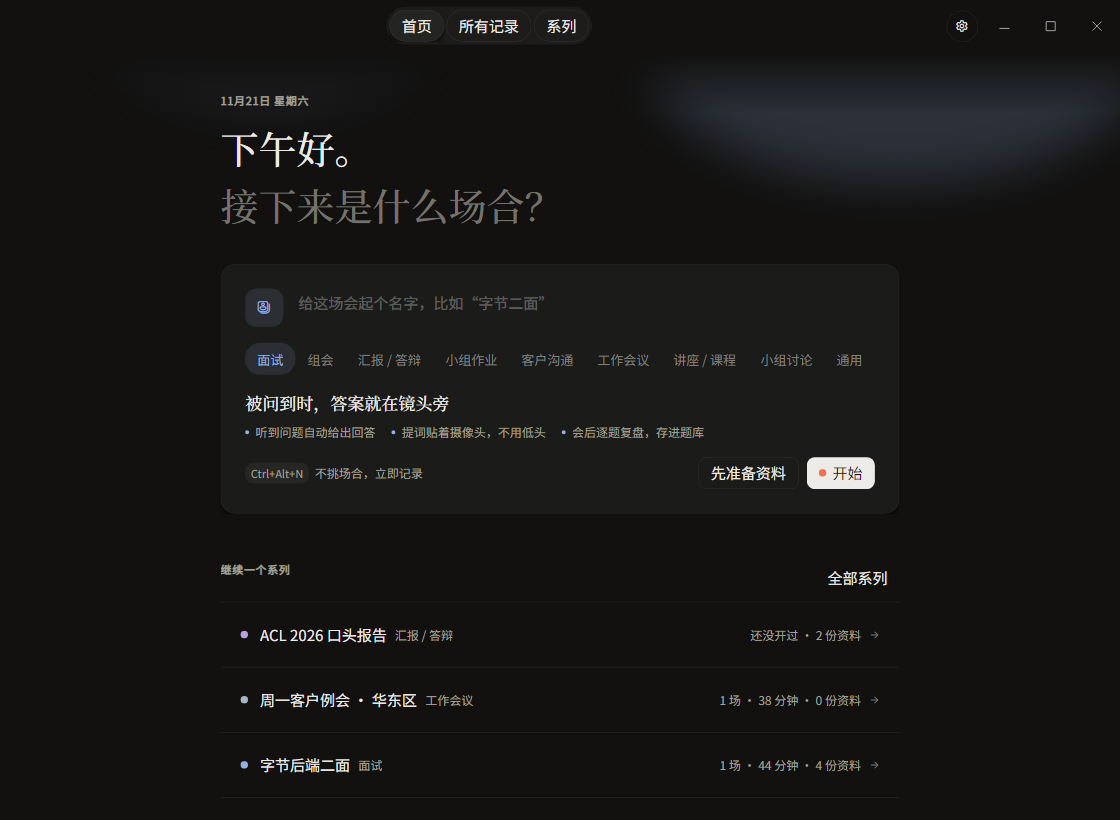 首页 所有记录 系列
11月21日 星期六
下午好。
接下来是什么场合？
给这场会起个名字，比如“字节二面”
面试 组会 汇报 / 答辩 小组作业 客户沟通 工作会议 讲座 / 课程 小组讨论 通用
被问到时，答案就在镜头旁
• 听到问题自动给出回答 • 提词贴着摄像头，不用低头 • 会后逐题复盘，存进题库
Ctrl+Alt+N 不挑场合，立即记录 先准备资料 开始
继续一个系列 全部系列
ACL 2026 口头报告 汇报 / 答辩 还没开过 · 2 份资料 →
周一客户例会 · 华东区 工作会议 1 场 · 38 分钟 · 0 份资料 →
字节后端二面 面试 1 场 · 44 分钟 · 4 份资料 →